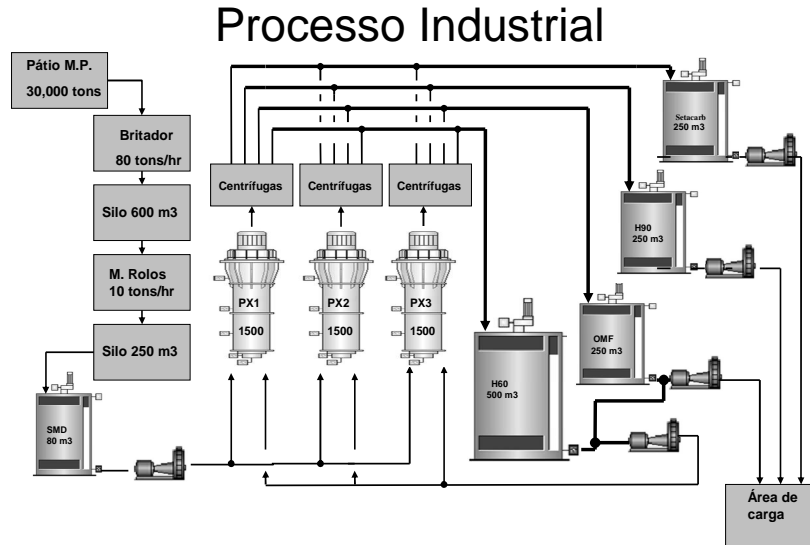 Processo Industrial
Pátio M.P.
30,000 tons
Britador
80 tons/hr
Silo 600 m3
M. Rolos
10 tons/hr
Silo 250 m3
SMD
80 m3
Centrífugas
Centrífugas
Centrífugas
PX1
1500
PX2
1500
PX3
1500
H60
500 m3
OMF
250 m3
H90
250 m3
Setacarb
250 m3
Área de
carga